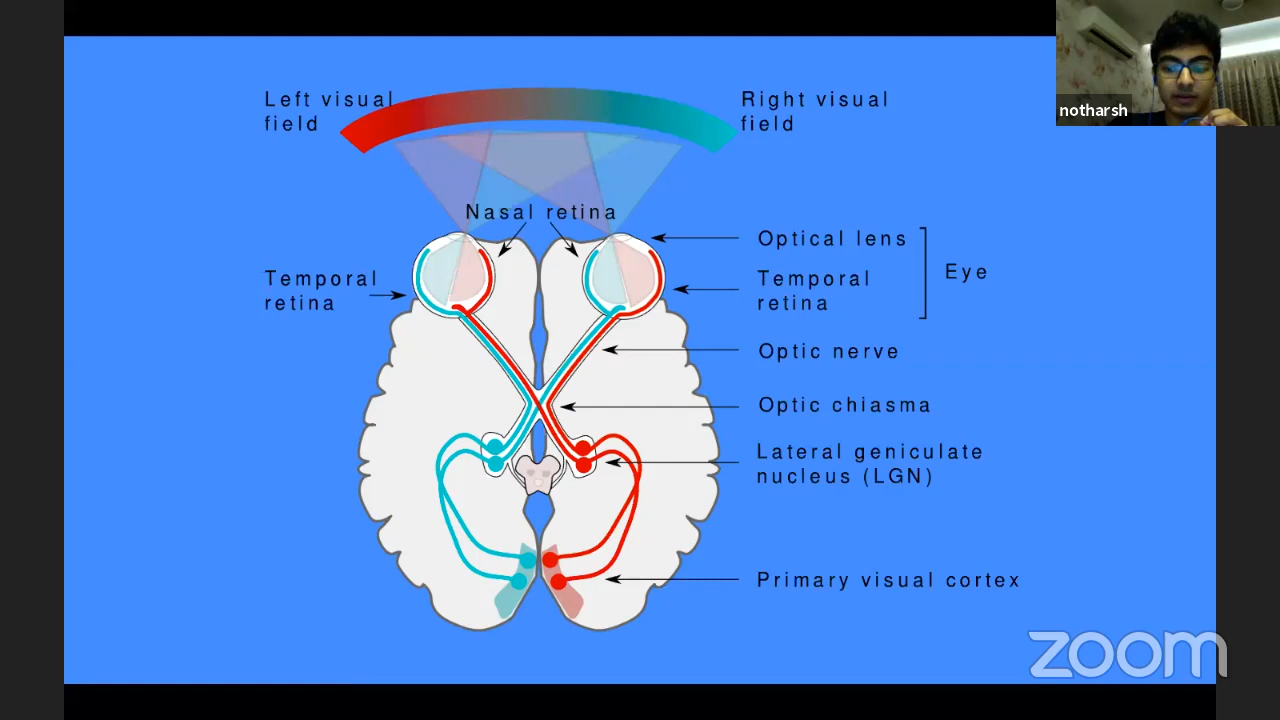 notharsh
Left visual
field
Right visual
field
Nasal retina
Temporal
retina
Optical lens
Temporal
retina
Eye
Optic nerve
Optic chiasma
Lateral geniculate
nucleus (LGN)
Primary visual cortex
zoom